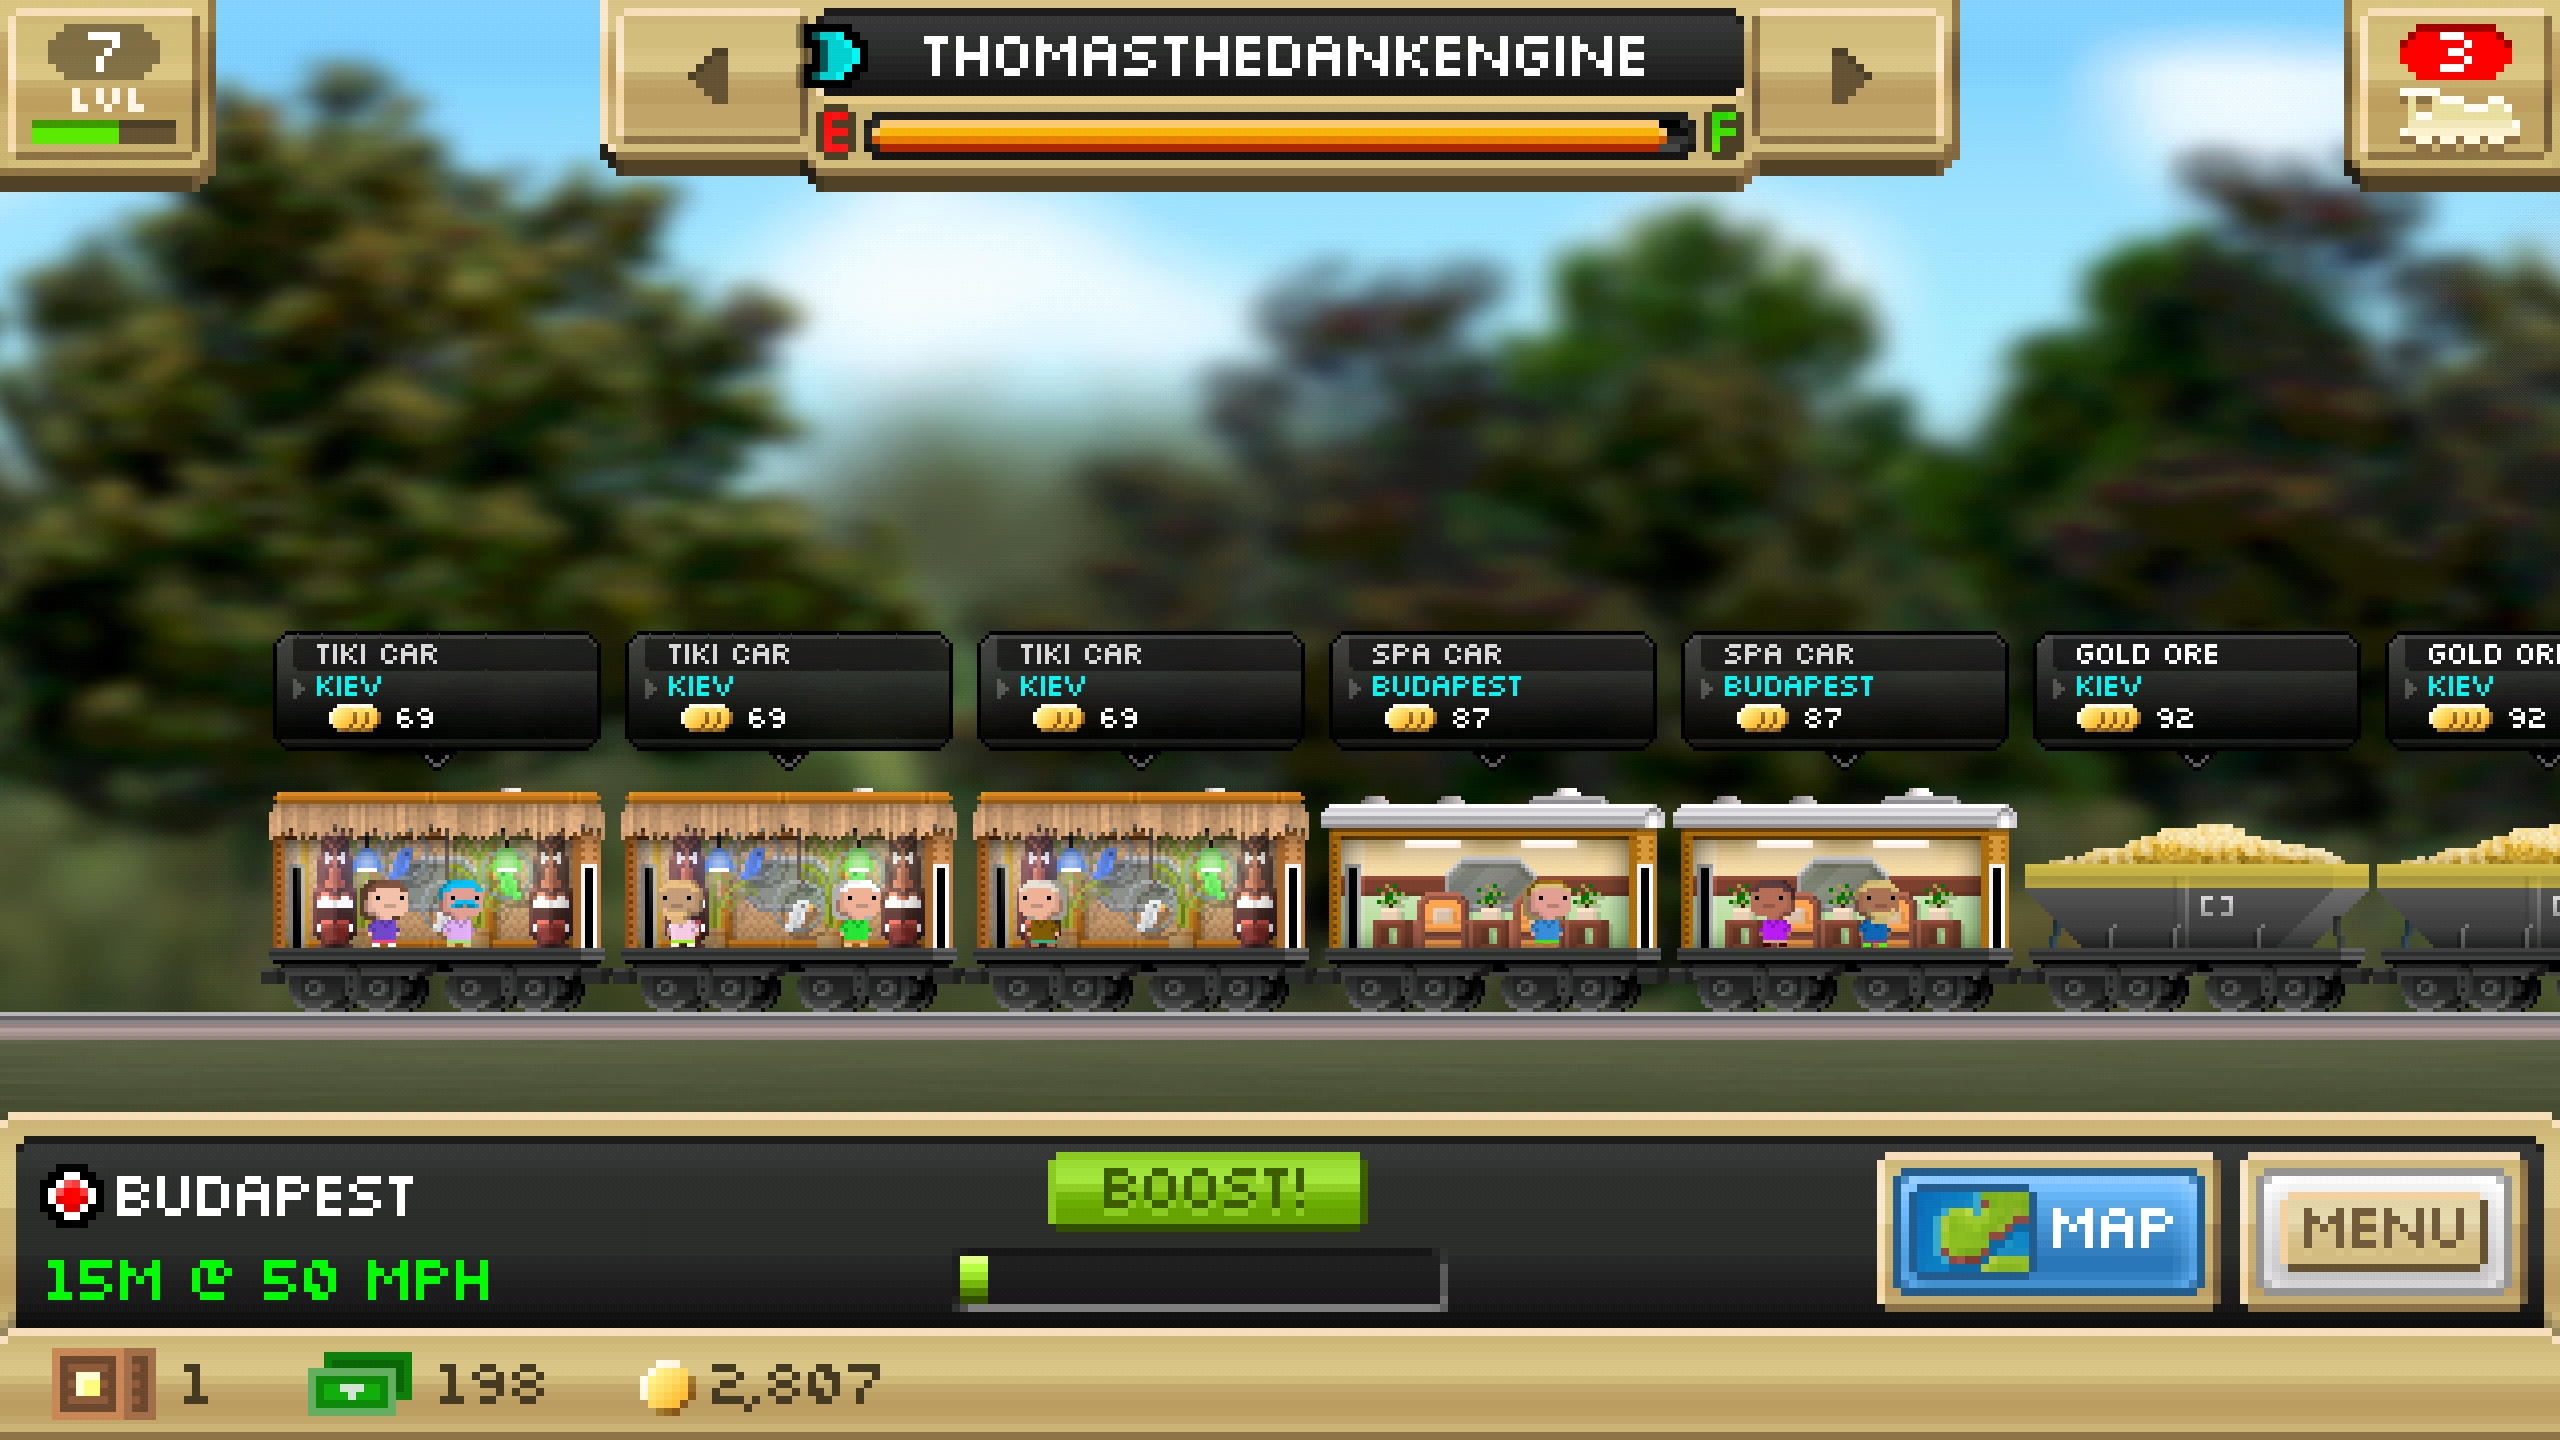 7
LVL
THOMASTHEDANKENGINE
E
F
3
TIKI CAR
KIEV
69
TIKI CAR
KIEV
69
TIKI CAR
KIEV
69
SPA CAR
BUDAPEST
87
SPA CAR
BUDAPEST
87
GOLD ORE
KIEV
92
GOLD ORE
KIEV
92
BUDAPEST
15M @ 50 MPH
BOOST!
MAP
MENU
1
198
2,807